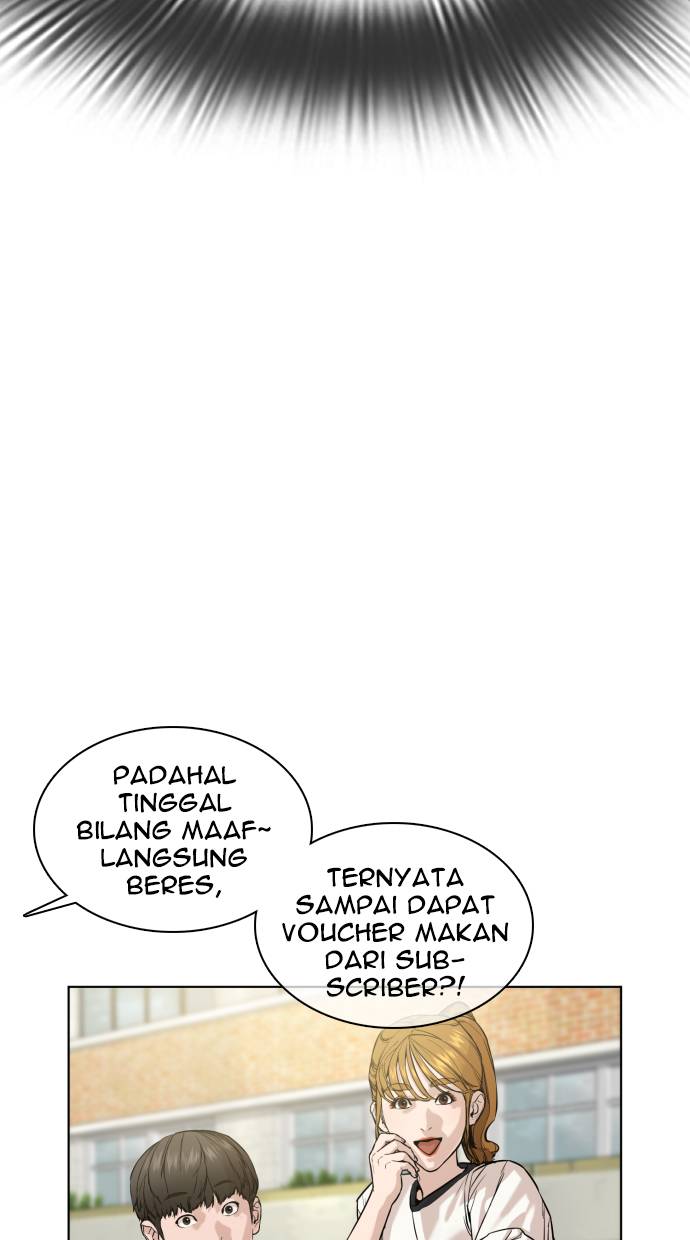 PADAHAL
TINGGAL
BILANG MAAF~
LANGSUNG
BERES,
TERNYATA
SAMPAI DAPAT
VOUCHER MAKAN
DARI SUB-
SCRIBER?!